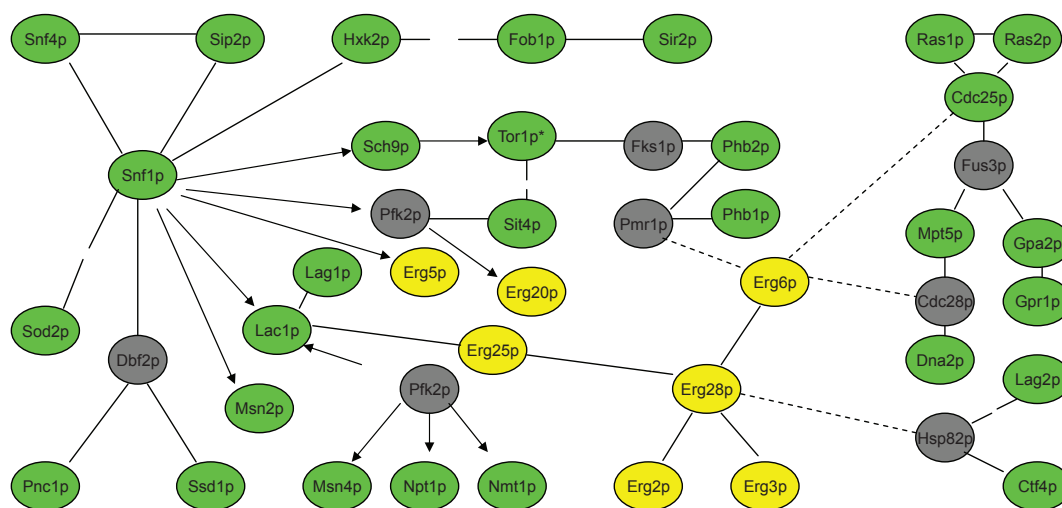 Snf4p
Sip2p
Hxk2p
Fob1p
Sir2p
Ras1p
Ras2p
Cdc25p
Sch9p
Tor1p*
Fks1p
Phb2p
Fus3p
Snf1p
Pfk2p
Sit4p
Pmr1p
Phb1p
Mpt5p
Gpa2p
Lag1p
Erg5p
Erg20p
Erg6p
Cdc28p
Gpr1p
Sod2p
Lac1p
Erg25p
Dbf2p
Dna2p
Pfk2p
Erg28p
Lag2p
Msn2p
Hsp82p
Pnc1p
Ssd1p
Msn4p
Npt1p
Nmt1p
Erg2p
Erg3p
Ctf4p